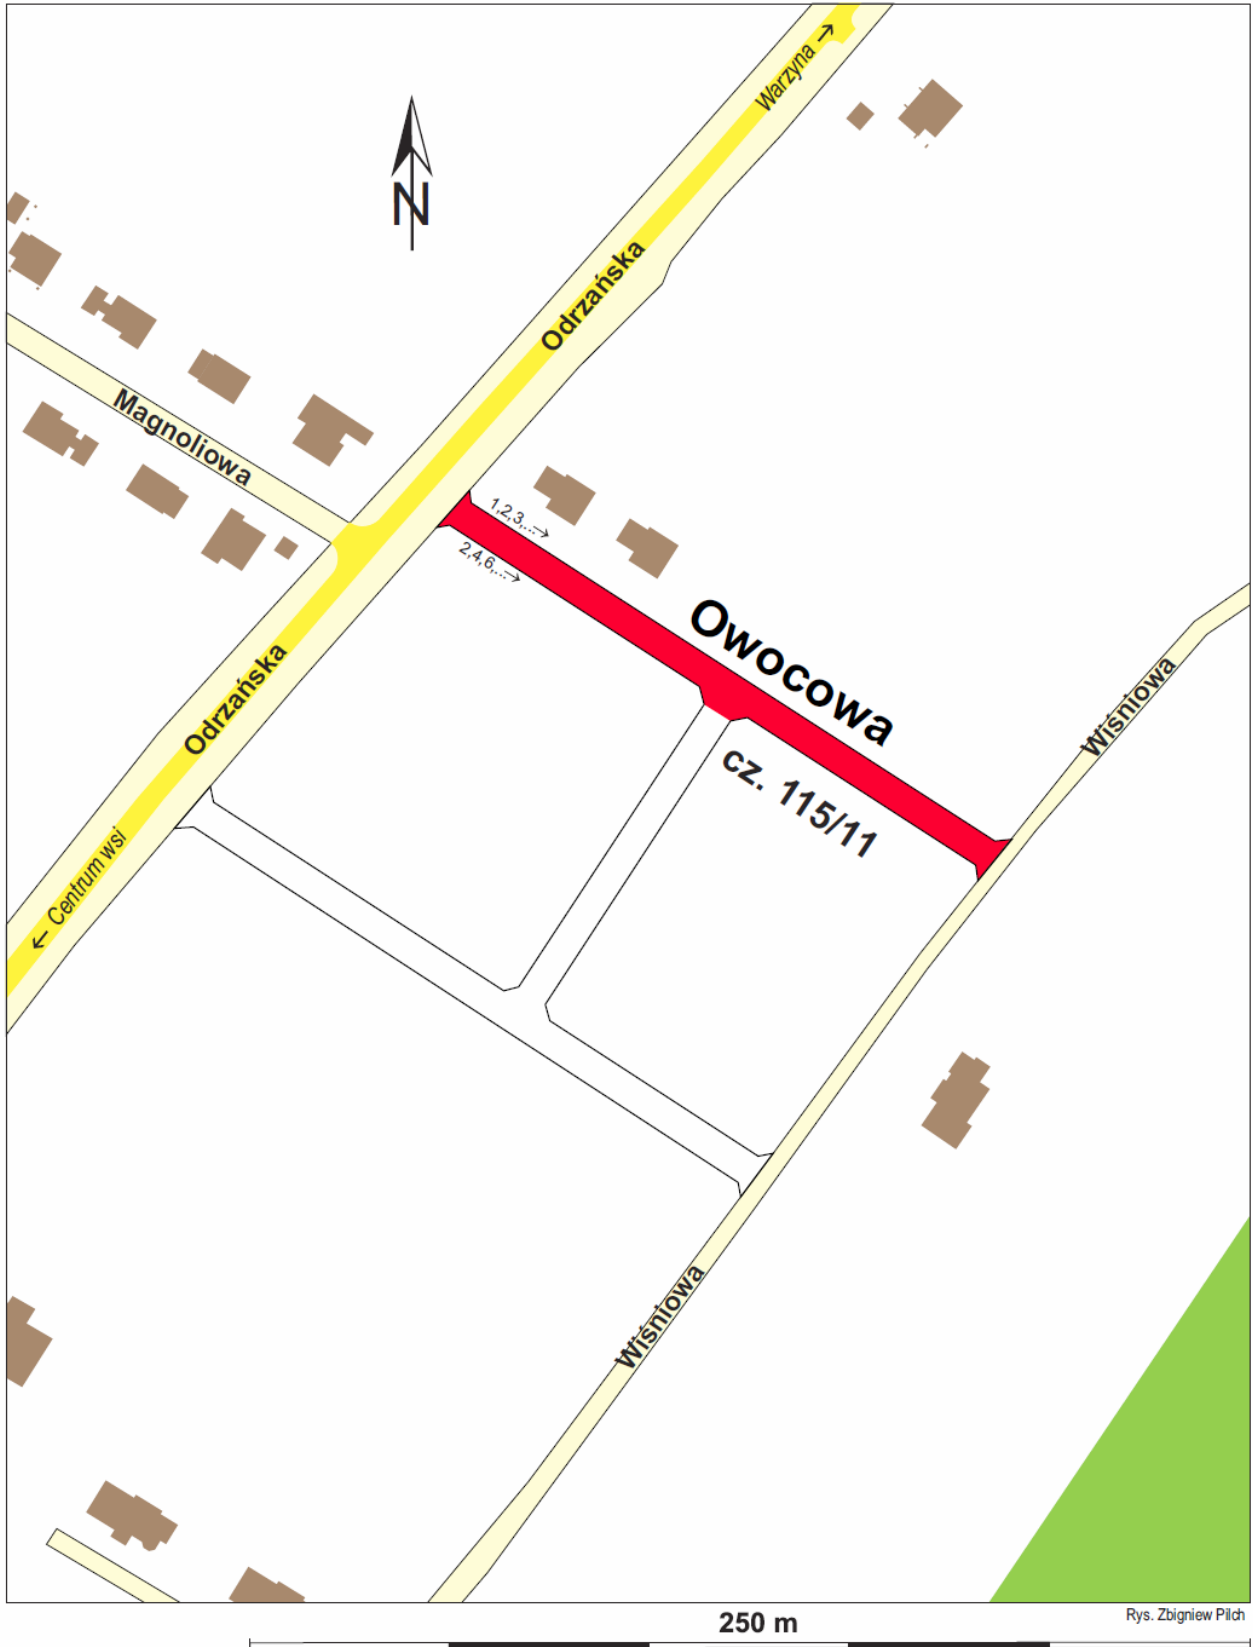 Warzyna →
N
Odrzańska
Magnoliowa
1,2,3,...→
2,4,6,...→
Owocowa
cz. 115/11
Wiśniowa
Odrzańska
← Centrum wsi
Wiśniowa
250 m
Rys. Zbigniew Pilch